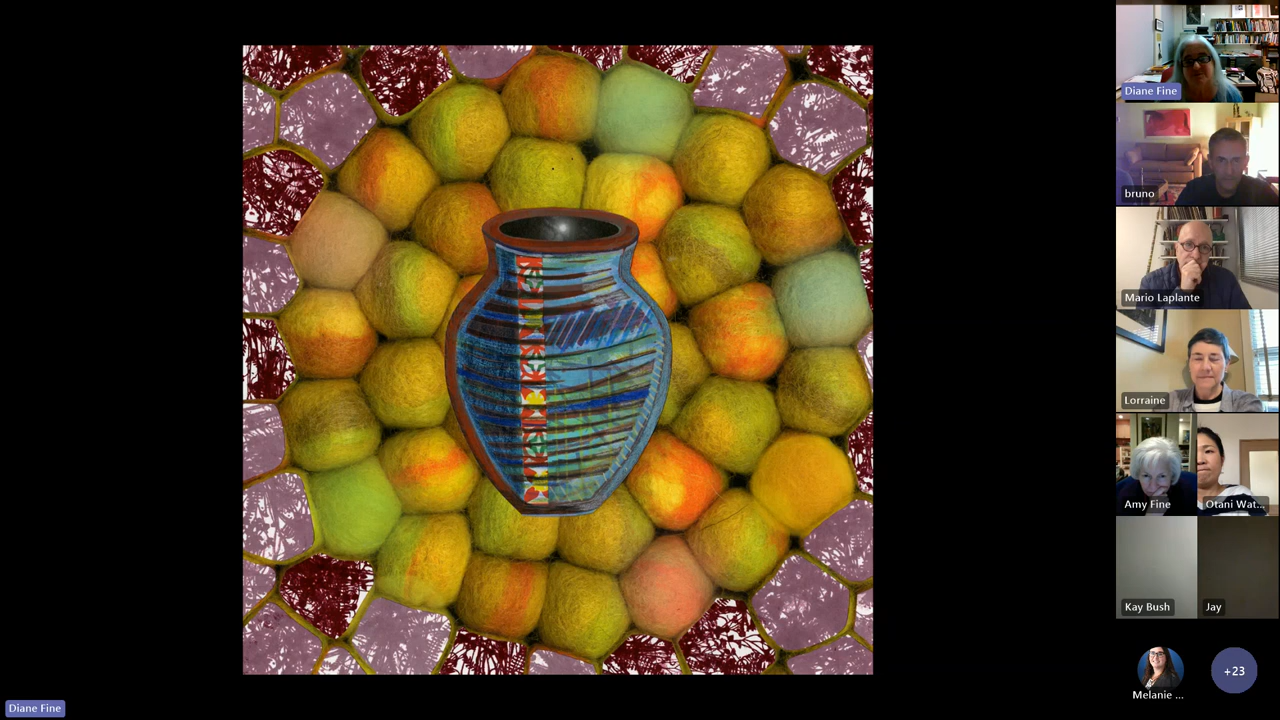 Diane Fine
bruno
Mario Laplante
Lorraine
Amy Fine
Otani Wat...
Kay Bush
Jay
Melanie ...
+23
Diane Fine